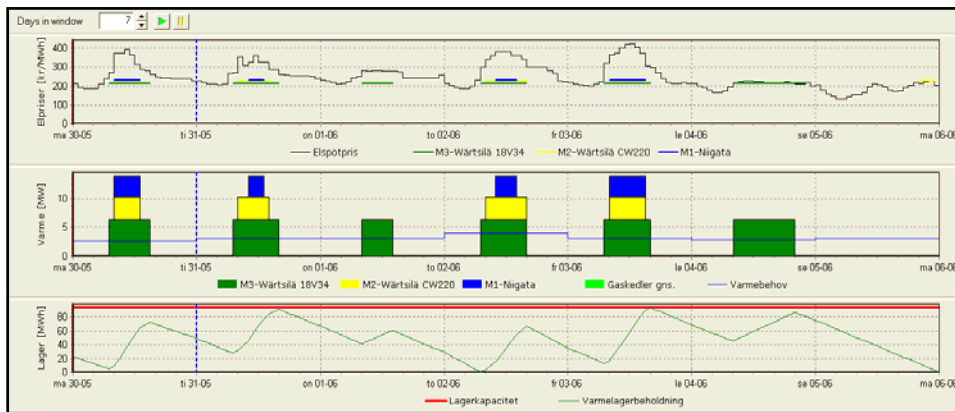 Days in window 7
Elpriser [kr/MWh]
400
300
200
100
0
ma 30-05 ti 31-05 on 01-06 to 02-06 fr 03-06 lø 04-06 sø 05-06 ma 06-06
Elspotpris M3-Wärtsilä 18V34 M2-Wärtsilä CW220 M1-Niigata
Varme [MW]
10
5
0
ma 30-05 ti 31-05 on 01-06 to 02-06 fr 03-06 lø 04-06 sø 05-06 ma 06-06
M3-Wärtsilä 18V34 M2-Wärtsilä CW220 M1-Niigata Gaskedler gns. Varmebehov
Lager [MWh]
80
60
40
20
0
ma 30-05 ti 31-05 on 01-06 to 02-06 fr 03-06 lø 04-06 sø 05-06 ma 06-06
Lagerkapacitet Varmelagerbeholdning